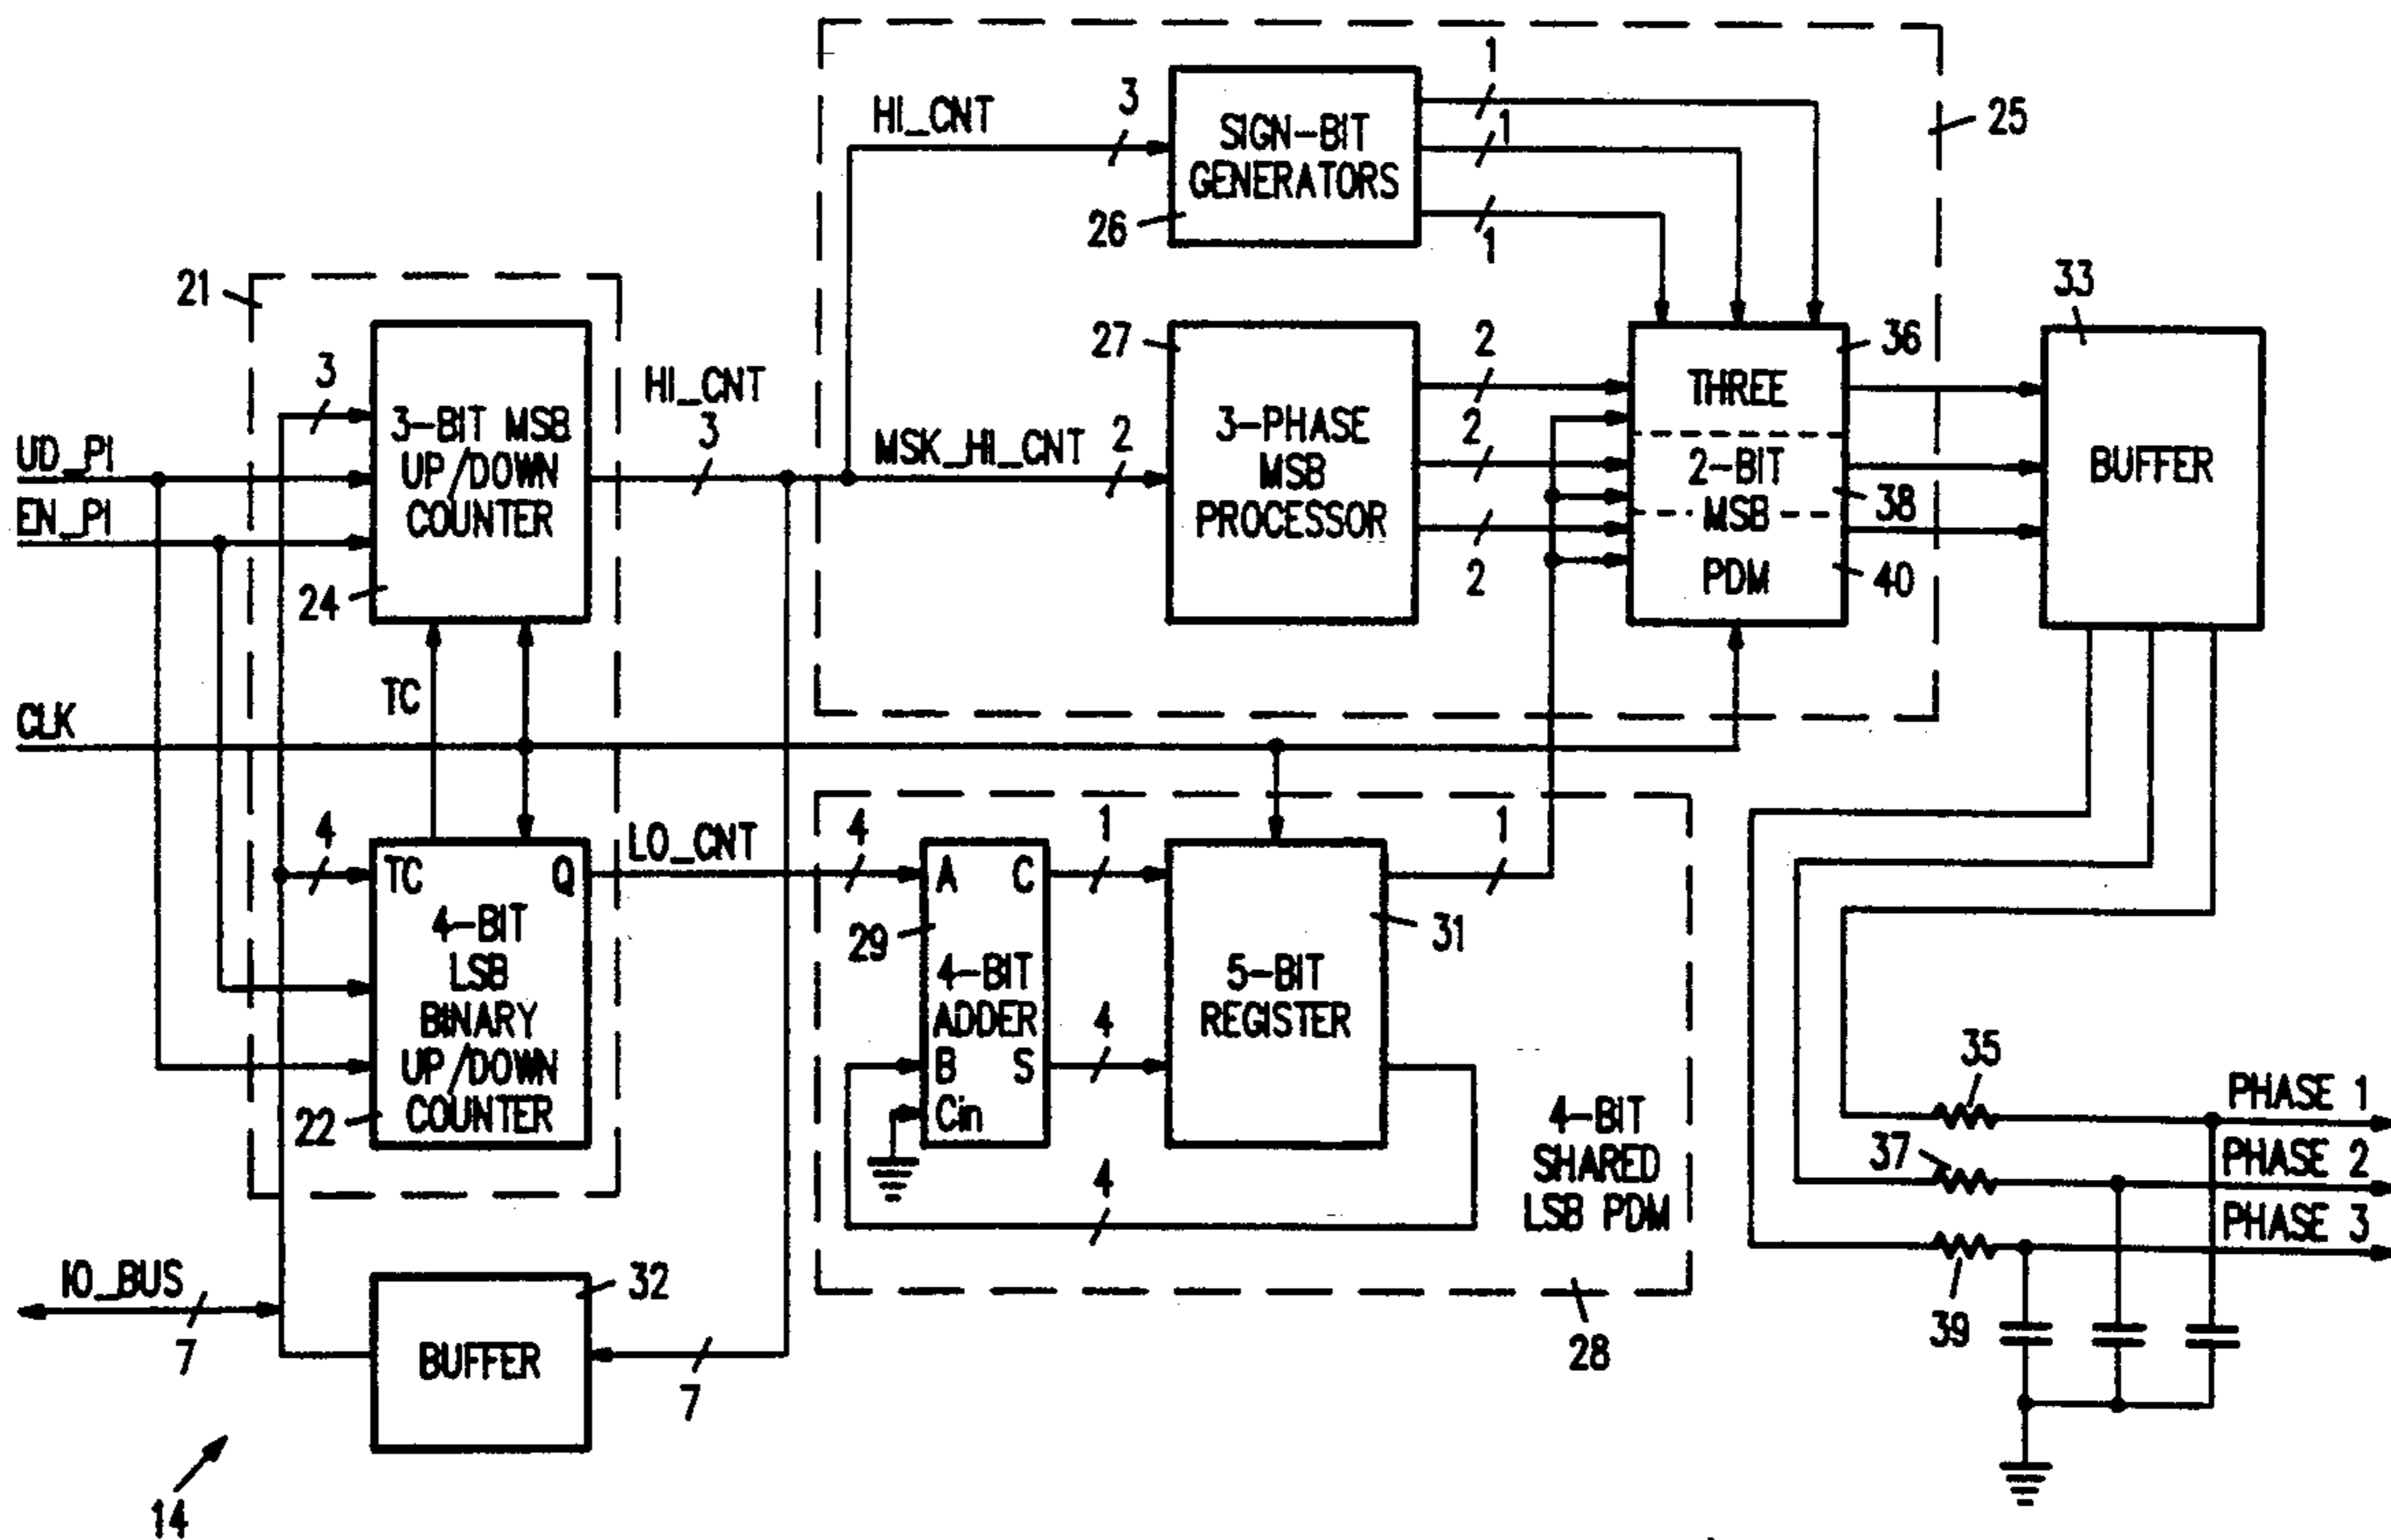 1
HI_CNT
3
SIGN-BIT
GENERATORS
1
25
26
1
21
33
3
3-BIT MSB
UP/DOWN
COUNTER
24
HI_CNT
3
27
3-PHASE
MSB
PROCESSOR
2
2
2
36
THREE
2-BIT
MSB
PDM
38
40
BUFFER
UD_PI
EN_PI
MSK_HI_CNT
2
TC
CLK
4
TC
Q
4-BIT
LSB
BINARY
UP/DOWN
COUNTER
22
LO_CNT
4
A
C
29
4-BIT
ADDER
B
S
Cin
1
4
5-BIT
REGISTER
1
31
4
4-BIT
SHARED
LSB PDM
28
35
PHASE 1
37
PHASE 2
PHASE 3
39
IO_BUS
7
32
BUFFER
7
14